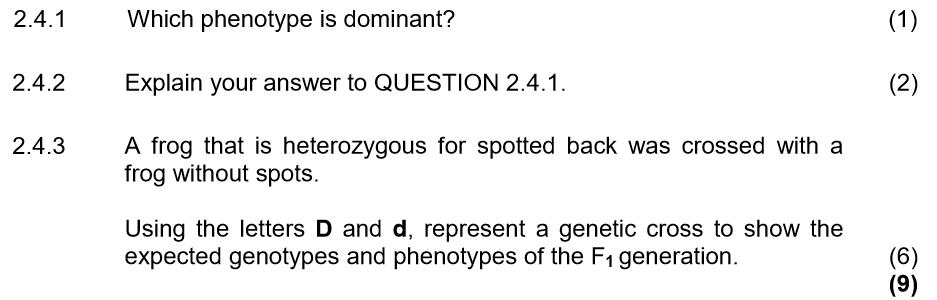 2.4.1 Which phenotype is dominant? (1)
2.4.2 Explain your answer to QUESTION 2.4.1. (2)
2.4.3 A frog that is heterozygous for spotted back was crossed with a
frog without spots.
Using the letters D and d, represent a genetic cross to show the
expected genotypes and phenotypes of the F1 generation. (6)
(9)